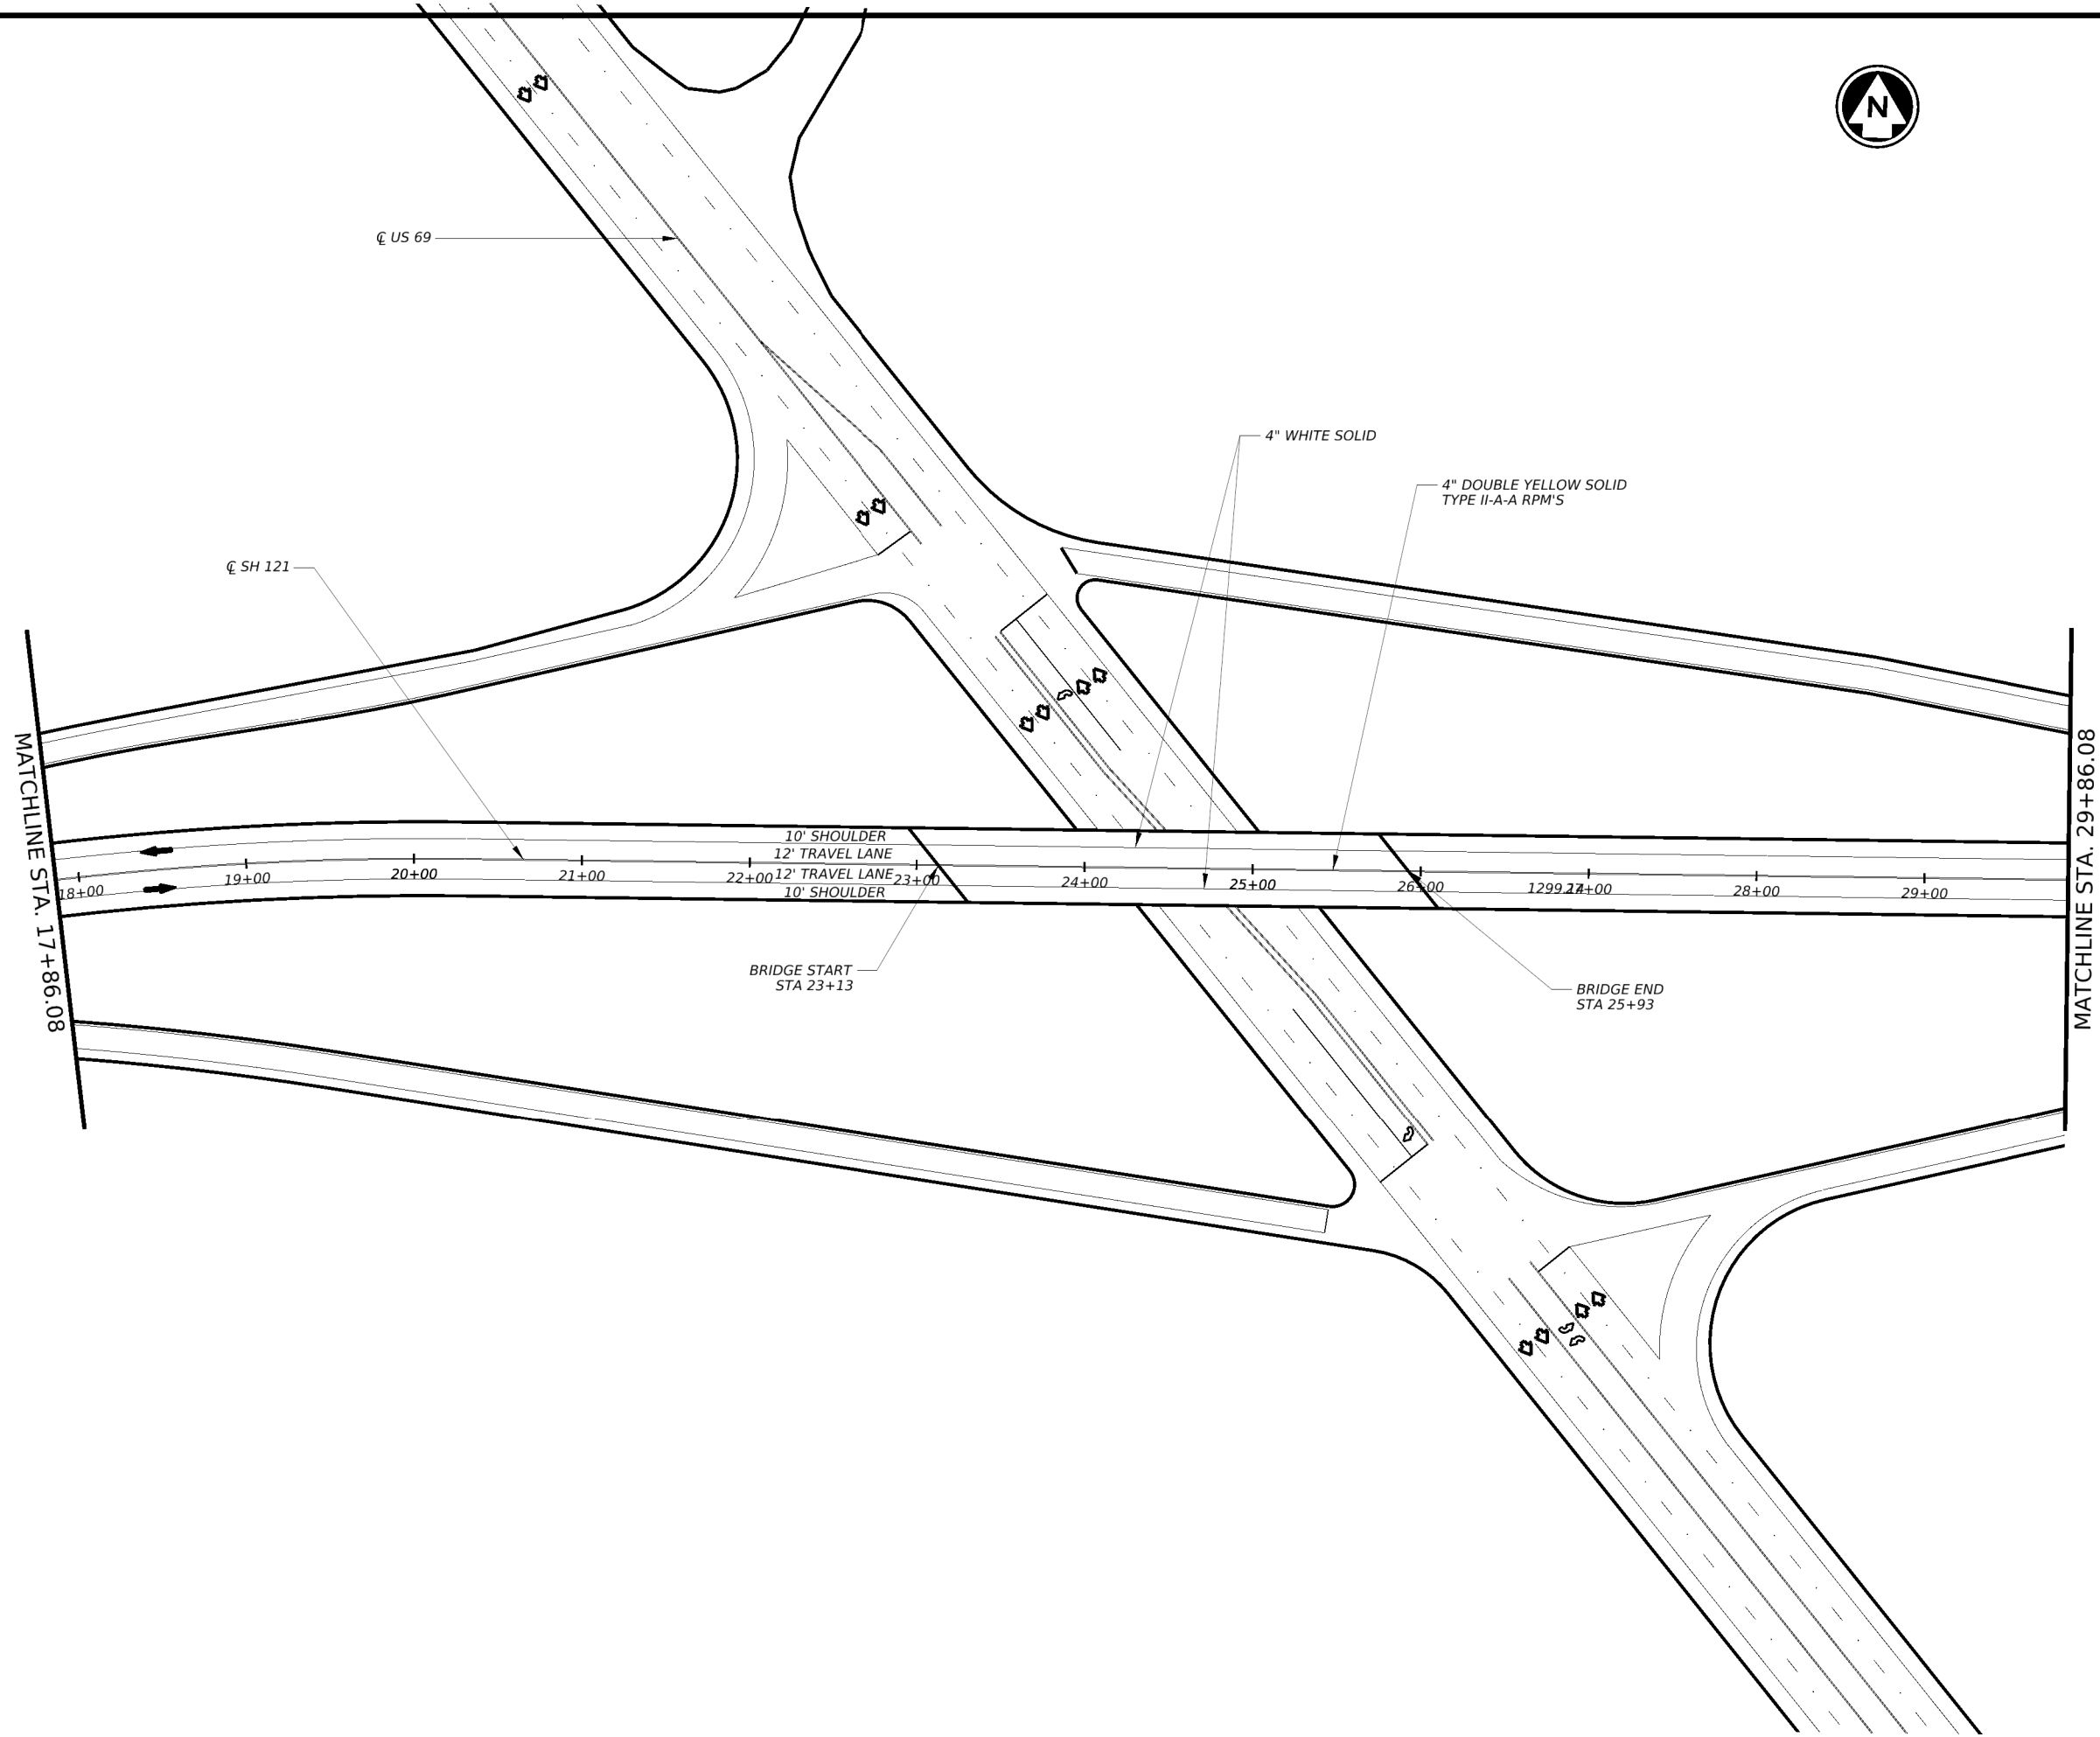 N
℄ US 69
4" WHITE SOLID
4" DOUBLE YELLOW SOLID
TYPE II-A-A RPM'S
℄ SH 121
MATCHLINE STA. 17+86.08
MATCHLINE STA. 29+86.08
10' SHOULDER
12' TRAVEL LANE
12' TRAVEL LANE
10' SHOULDER
18+00
19+00
20+00
21+00
22+00
23+00
24+00
25+00
26+00
1299.14
28+00
29+00
BRIDGE START
STA 23+13
BRIDGE END
STA 25+93